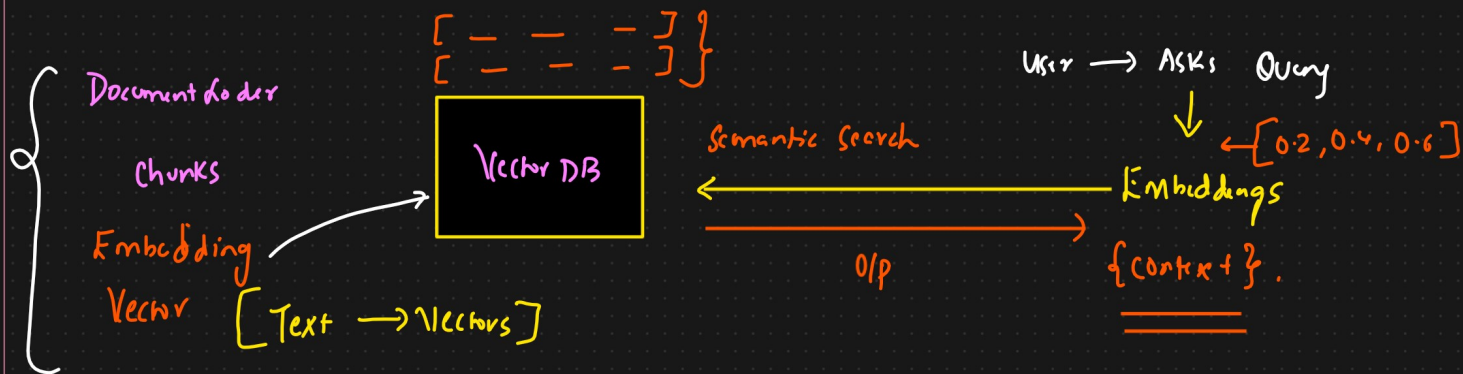 Document Loder
Chunks
Embedding
Vector
[Text → Vectors]
[ — — — ]
[ — — — ]
Vector DB
Semantic Search
O/p
User → Asks Query
← [0.2, 0.4, 0.6]
Embeddings
{context}.